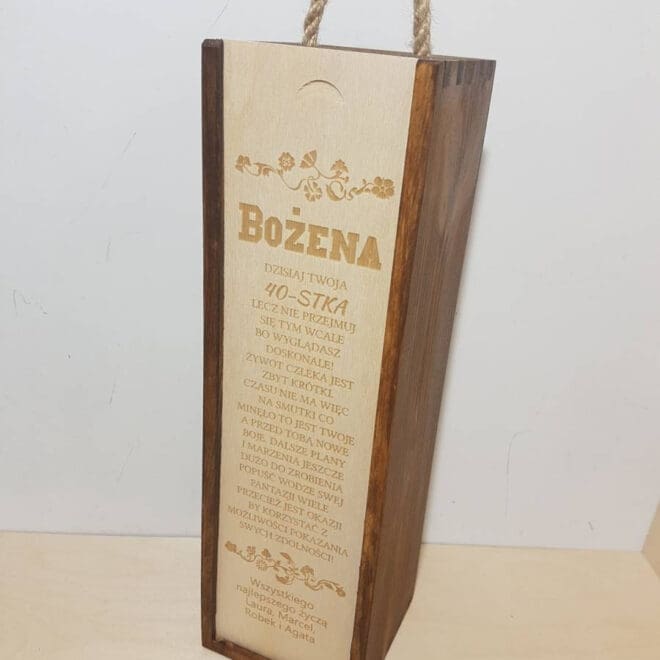 BOŻENA
DZISIAJ TWOJA
40-STKA
LECZ NIE PRZEJMUJ
SIĘ TYM WCALE
BO WYGLĄDASZ
DOSKONALE!
ŻYWOT CZŁEKA JEST
ZBYT KRÓTKI.
CZASU NIE MA WIĘC
NA SMUTKI CO
MINĘŁO TO JEST TWOJE
A PRZED TOBĄ NOWE
BOJE. DALSZE PLANY
I MARZENIA JESZCZE
DUŻO DO ZROBIENIA
POPUŚĆ WODZE SWEJ
FANTAZJI WIELE
PRZECIEŻ JEST OKAZJI
BY KORZYSTAĆ Z
MOŻLIWOŚCI POKAZANIA
SWYCH ZDOLNOŚCI!
Wszystkiego
najlepszego życzą
Laura, Marcel,
Robek i Agata